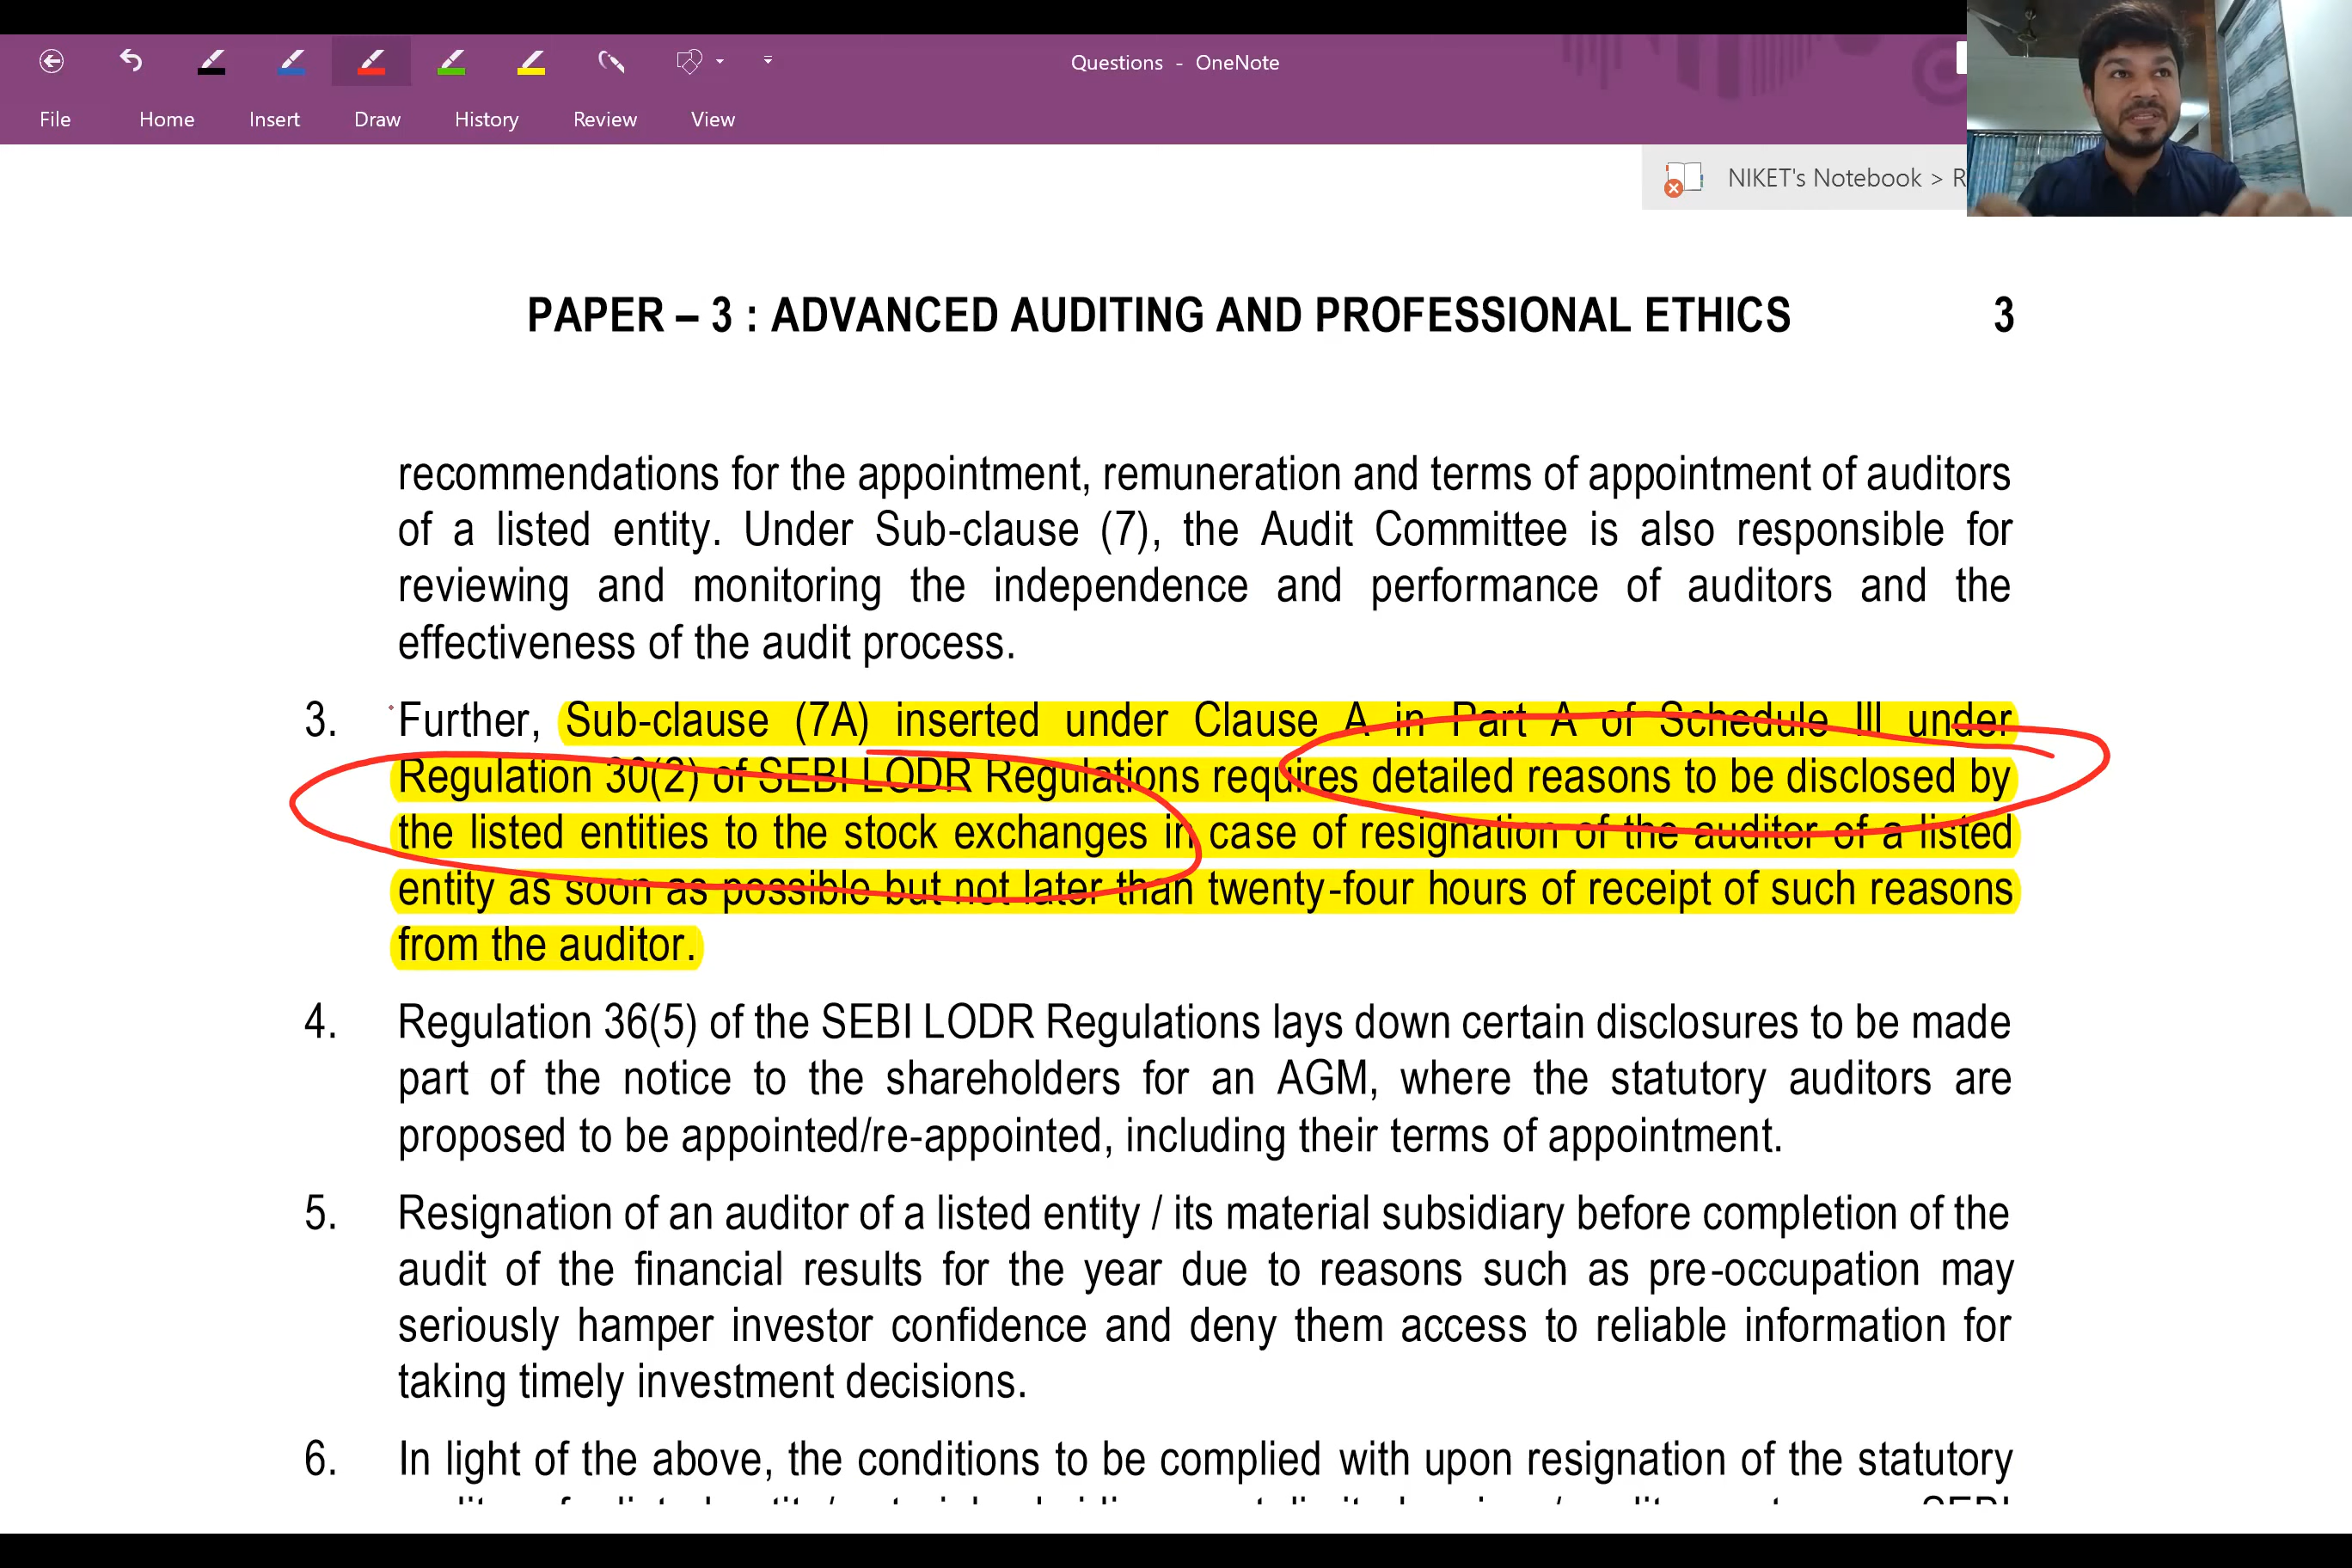 Questions - OneNote
File Home Insert Draw History Review View
NIKET's Notebook > R
PAPER – 3 : ADVANCED AUDITING AND PROFESSIONAL ETHICS 3
recommendations for the appointment, remuneration and terms of appointment of auditors
of a listed entity. Under Sub-clause (7), the Audit Committee is also responsible for
reviewing and monitoring the independence and performance of auditors and the
effectiveness of the audit process.
3. Further, Sub-clause (7A) inserted under Clause A in Part A of Schedule III under
Regulation 30(2) of SEBI LODR Regulations requires detailed reasons to be disclosed by
the listed entities to the stock exchanges in case of resignation of the auditor of a listed
entity as soon as possible but not later than twenty-four hours of receipt of such reasons
from the auditor.
4. Regulation 36(5) of the SEBI LODR Regulations lays down certain disclosures to be made
part of the notice to the shareholders for an AGM, where the statutory auditors are
proposed to be appointed/re-appointed, including their terms of appointment.
5. Resignation of an auditor of a listed entity / its material subsidiary before completion of the
audit of the financial results for the year due to reasons such as pre-occupation may
seriously hamper investor confidence and deny them access to reliable information for
taking timely investment decisions.
6. In light of the above, the conditions to be complied with upon resignation of the statutory